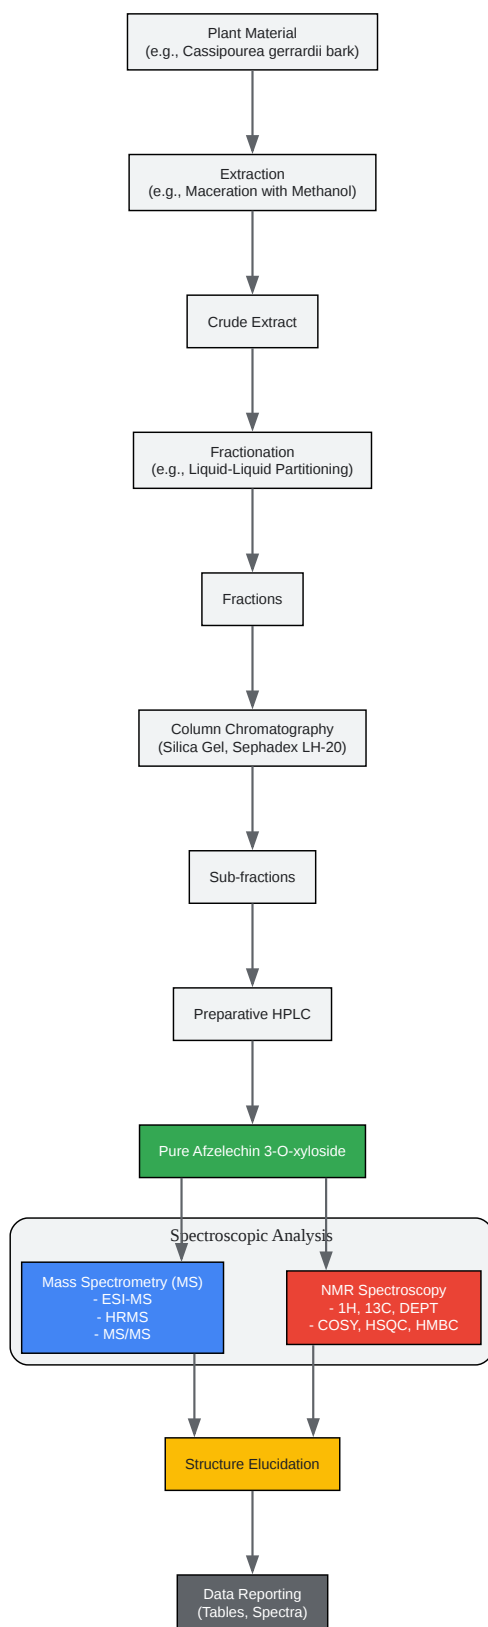 Plant Material
(e.g., Cassipourea gerrardii bark)
Extraction
(e.g., Maceration with Methanol)
Crude Extract
Fractionation
(e.g., Liquid-Liquid Partitioning)
Fractions
Column Chromatography
(Silica Gel, Sephadex LH-20)
Sub-fractions
Preparative HPLC
Pure Afzelechin 3-O-xyloside
Spectroscopic Analysis
Mass Spectrometry (MS)
- ESI-MS
- HRMS
- MS/MS
NMR Spectroscopy
- 1H, 13C, DEPT
- COSY, HSQC, HMBC
Structure Elucidation
Data Reporting
(Tables, Spectra)